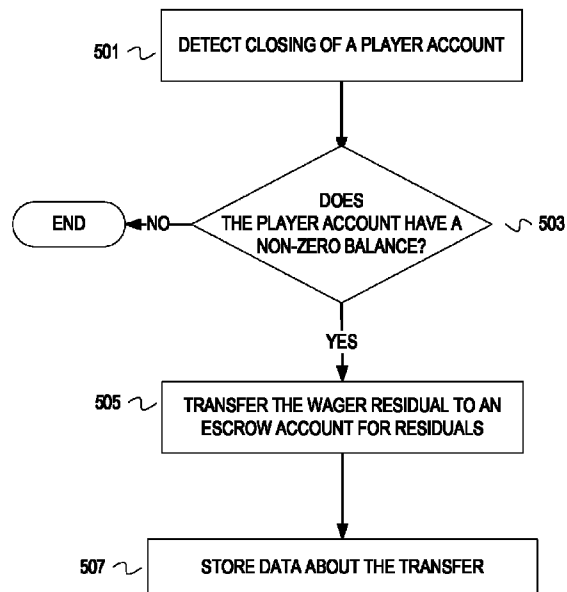 501
DETECT CLOSING OF A PLAYER ACCOUNT
DOES
THE PLAYER ACCOUNT HAVE A
NON-ZERO BALANCE?
503
NO
END
YES
505
TRANSFER THE WAGER RESIDUAL TO AN
ESCROW ACCOUNT FOR RESIDUALS
507
STORE DATA ABOUT THE TRANSFER